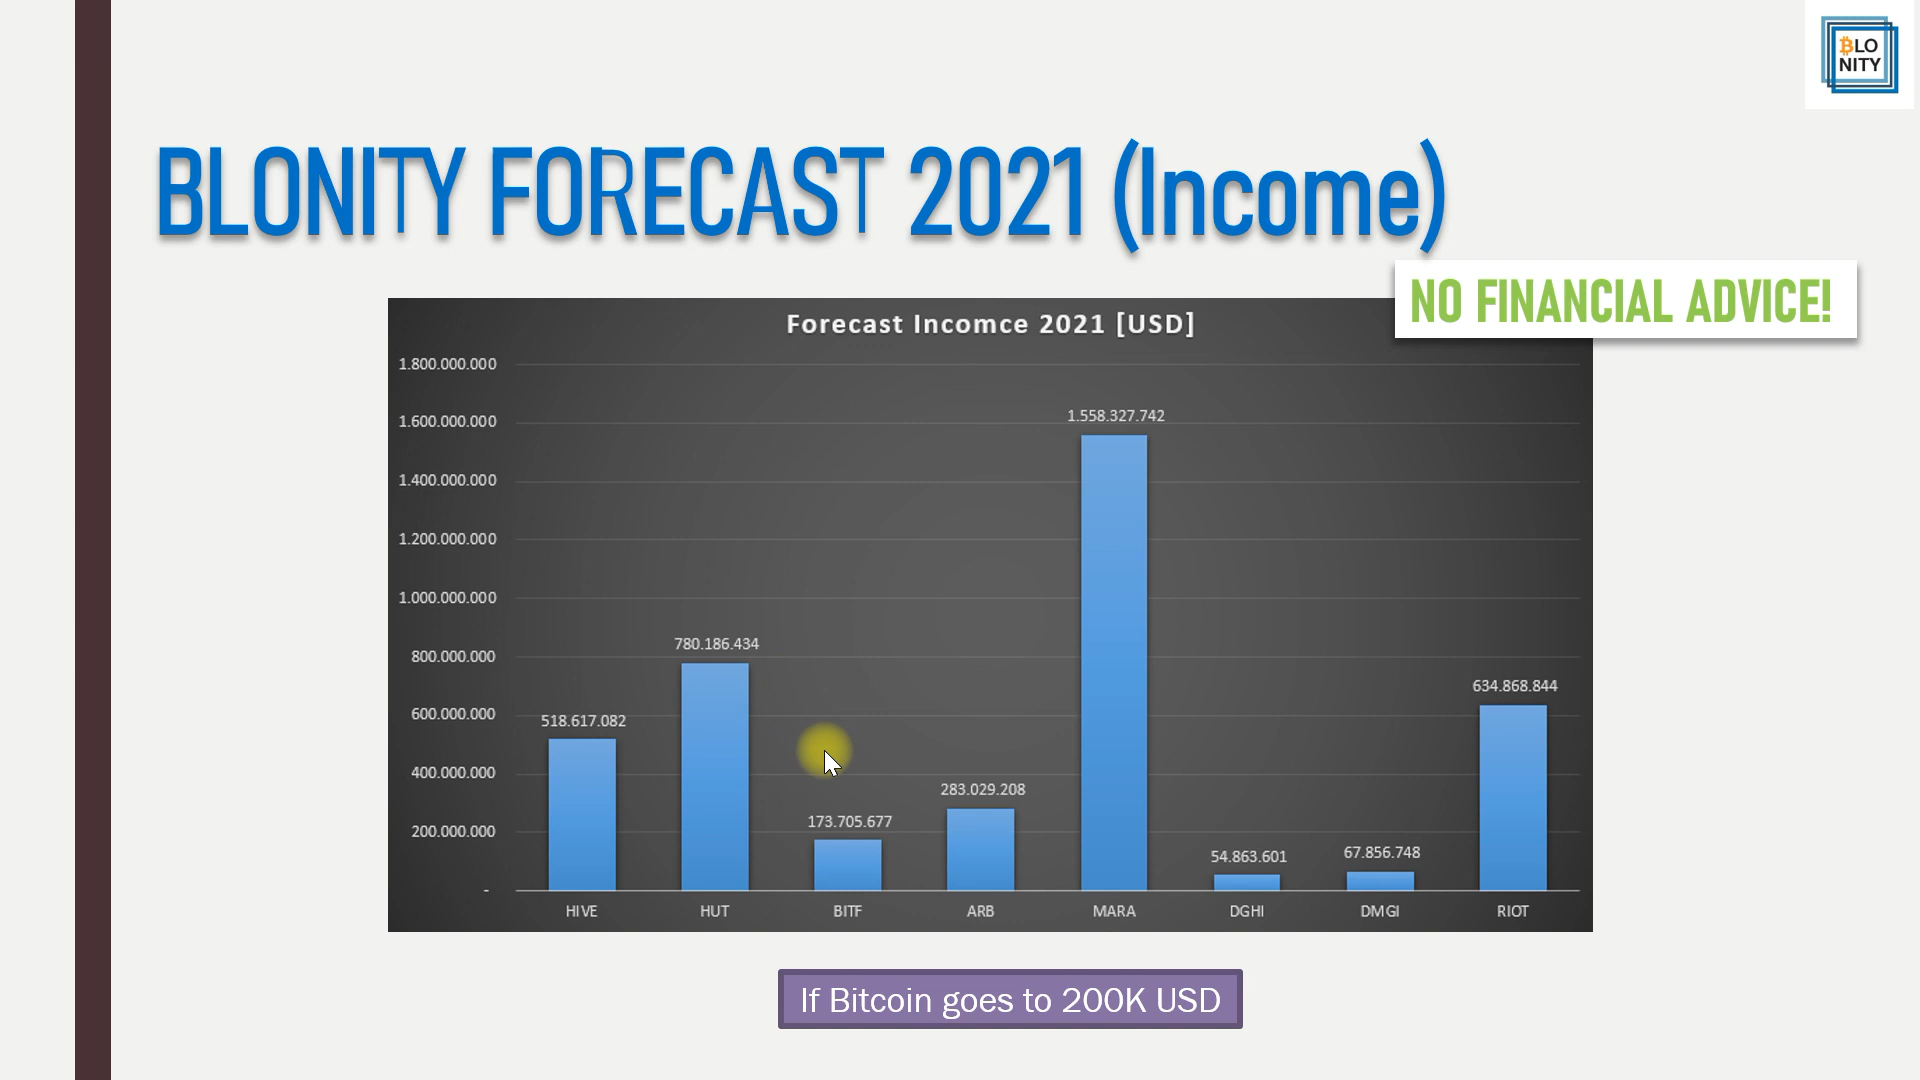 BLO
NITY
BLONITY FORECAST 2021 (Income)
NO FINANCIAL ADVICE!
Forecast Incomce 2021 [USD]
1.800.000.000
1.600.000.000
1.400.000.000
1.200.000.000
1.000.000.000
800.000.000
600.000.000
400.000.000
200.000.000
-
518.617.082
780.186.434
173.705.677
283.029.208
1.558.327.742
54.863.601
67.856.748
634.868.844
HIVE HUT BITF ARB MARA DGHI DMGI RIOT
If Bitcoin goes to 200K USD